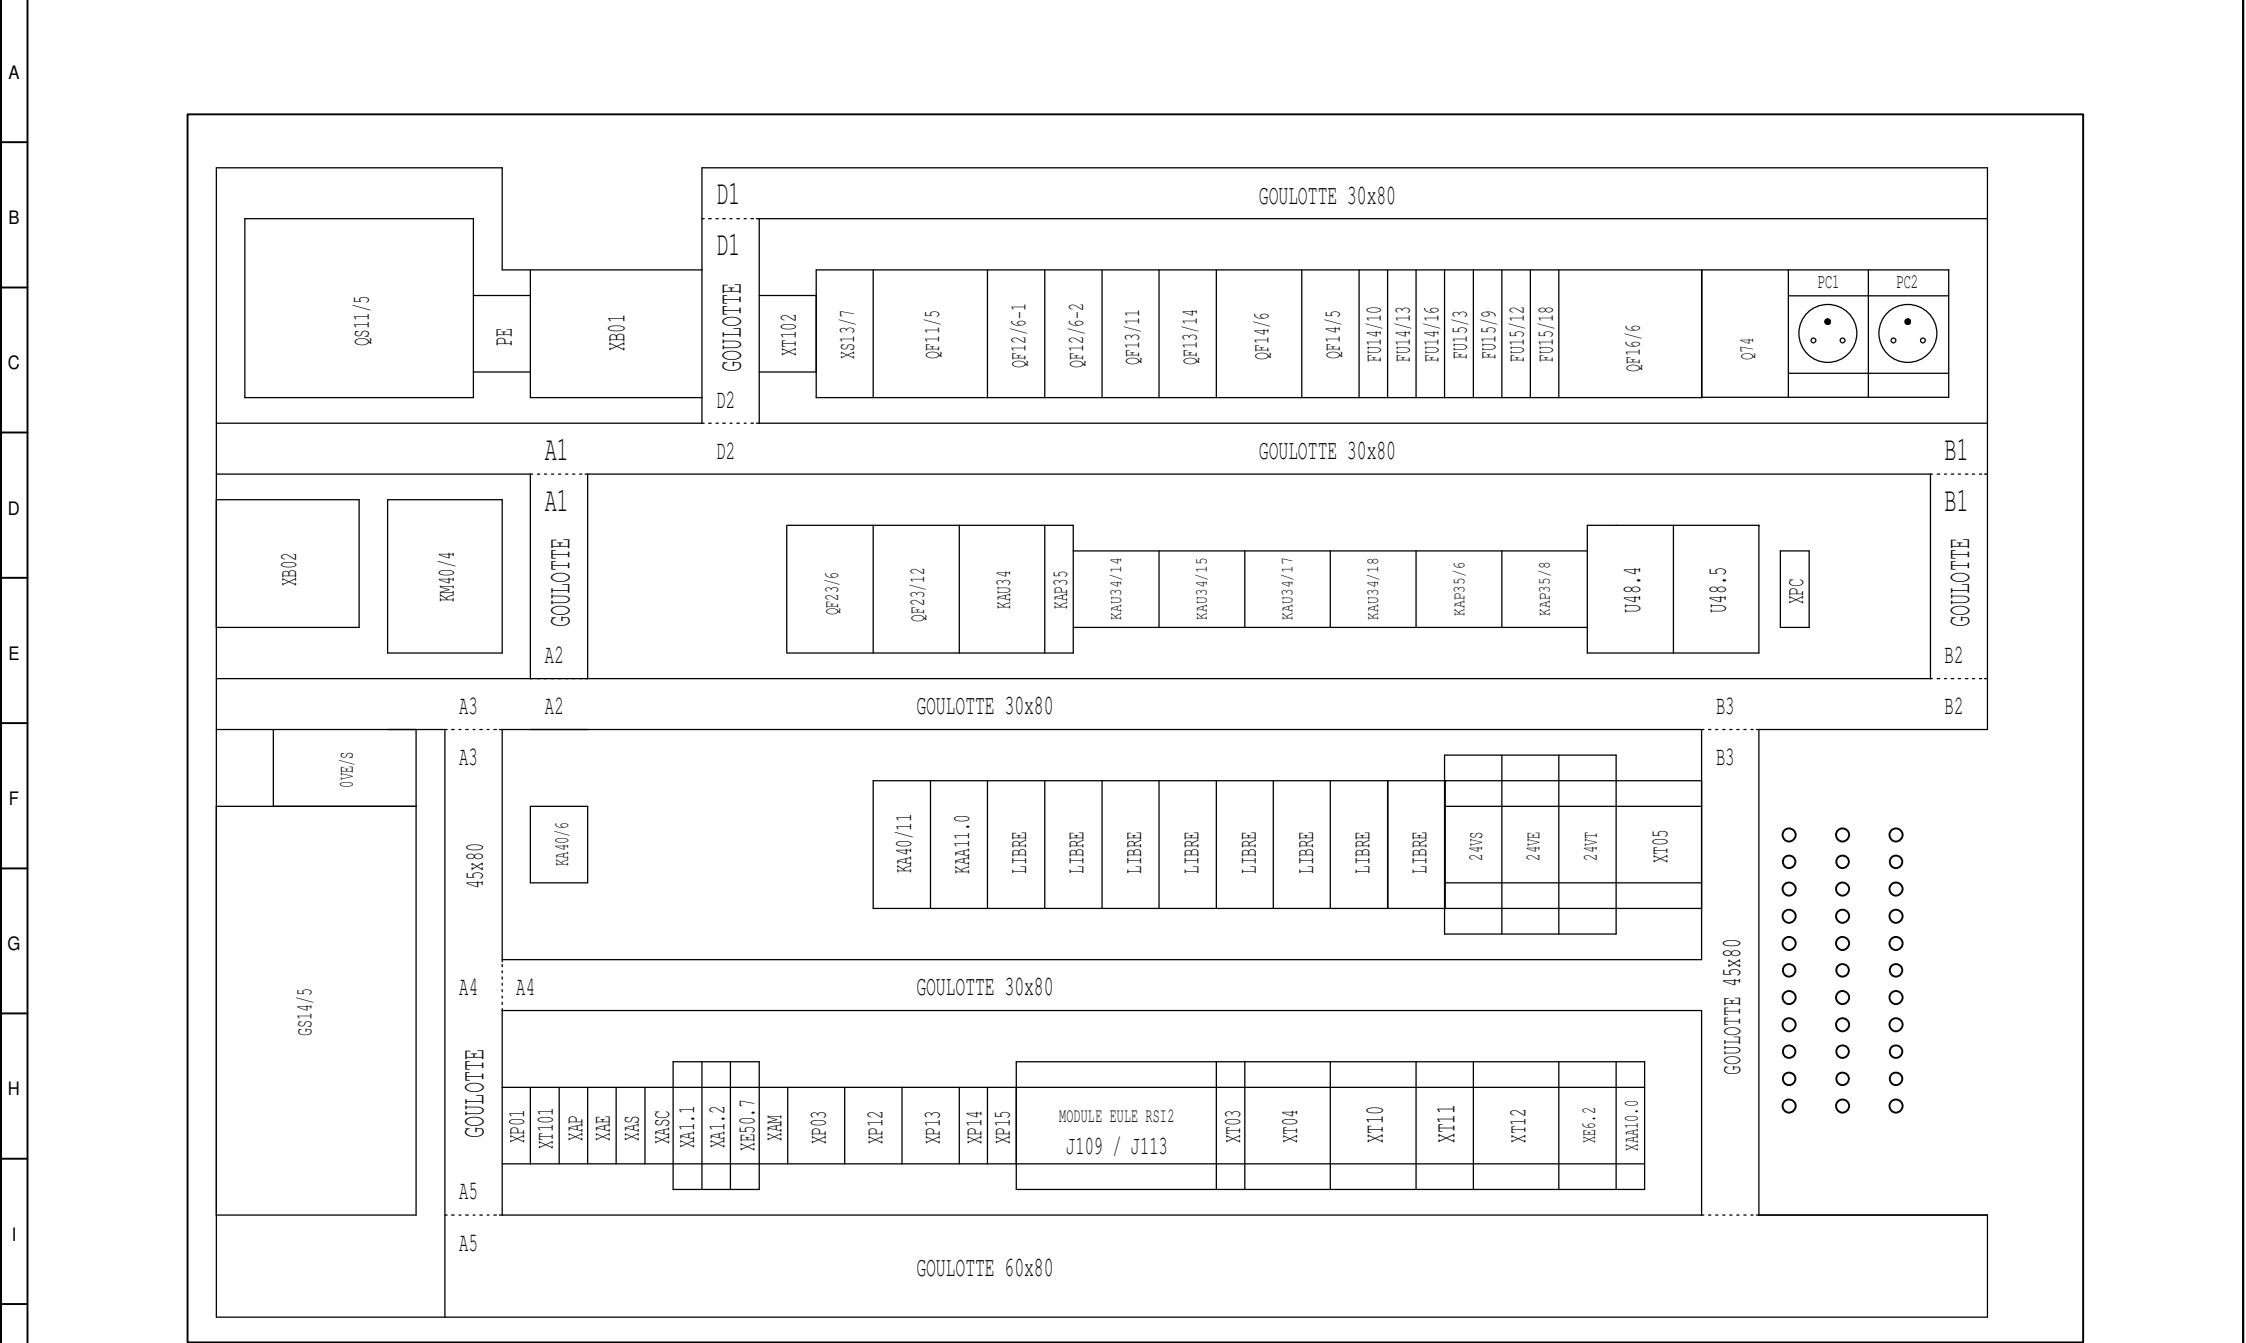 A
B
C
D
E
F
G
H
I
D1
GOULOTTE 30x80
D1
GOULOTTE
D2
QS11/5
PE
XB01
XT102
XS13/7
QF11/5
QF12/6-1
QF12/6-2
QF13/11
QF13/14
QF14/6
QF14/5
FU14/10
FU14/13
FU14/16
FU15/3
FU15/9
FU15/12
FU15/18
QF16/6
Q74
PC1
PC2
A1
D2
GOULOTTE 30x80
B1
XB02
KM40/4
A1
GOULOTTE
A2
QF23/6
QF23/12
KAU34
KAP35
KAU34/14
KAU34/15
KAU34/17
KAU34/18
KAP35/6
KAP35/8
U48.4
U48.5
XPC
B1
GOULOTTE
B2
A3
A2
GOULOTTE 30x80
B3
B2
0VE/S
A3
45x80
KA40/6
KA40/11
KAA11.0
LIBRE
LIBRE
LIBRE
LIBRE
LIBRE
LIBRE
LIBRE
LIBRE
24VS
24VE
24VT
XT05
B3
GOULOTTE 45x80
GS14/5
A4
A4
GOULOTTE 30x80
GOULOTTE
XP01
XT101
XAP
XAE
XAS
XASC
XA1.1
XA1.2
XE50.7
XAM
XP03
XP12
XP13
XP14
XP15
MODULE EULE RSI2
J109 / J113
XT03
XT04
XT10
XT11
XT12
XE6.2
XAA10.0
A5
A5
GOULOTTE 60x80